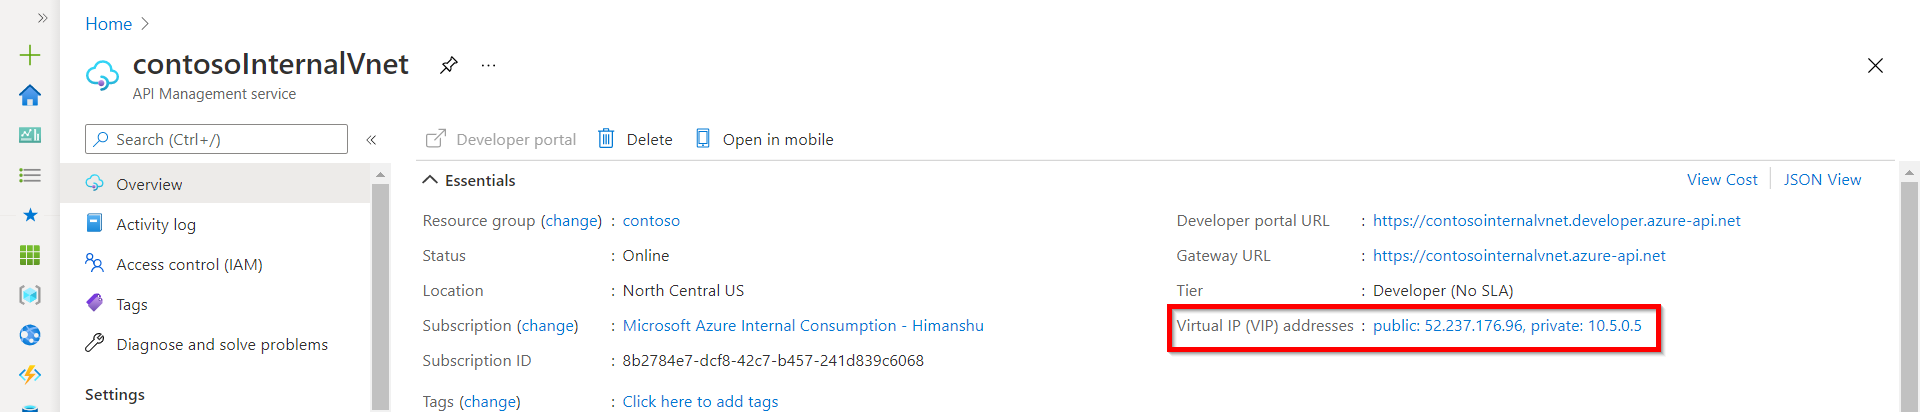 Home
contosoInternalVnet
API Management service
Search (Ctrl+/)
Overview
Activity log
Access control (IAM)
Tags
Diagnose and solve problems
Settings
Developer portal Delete Open in mobile
Essentials
View Cost JSON View
Resource group (change) : contoso
Status : Online
Location : North Central US
Subscription (change) : Microsoft Azure Internal Consumption - Himanshu
Subscription ID : 8b2784e7-dcf8-42c7-b457-241d839c6068
Tags (change) : Click here to add tags
Developer portal URL : https://contosointernalvnet.developer.azure-api.net
Gateway URL : https://contosointernalvnet.azure-api.net
Tier : Developer (No SLA)
Virtual IP (VIP) addresses : public: 52.237.176.96, private: 10.5.0.5